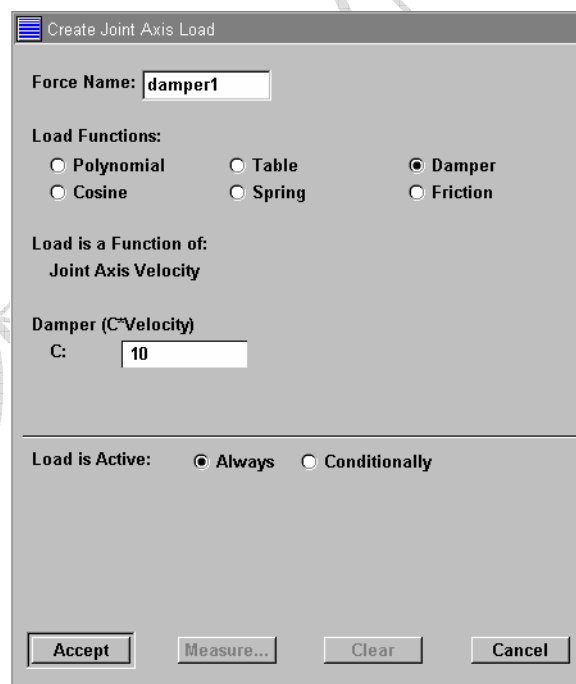 Create Joint Axis Load
Force Name: damper1
Load Functions:
Polynomial Table Damper
Cosine Spring Friction
Load is a Function of:
Joint Axis Velocity
Damper (C*Velocity)
C: 10
Load is Active: Always Conditionally
Accept Measure... Clear Cancel